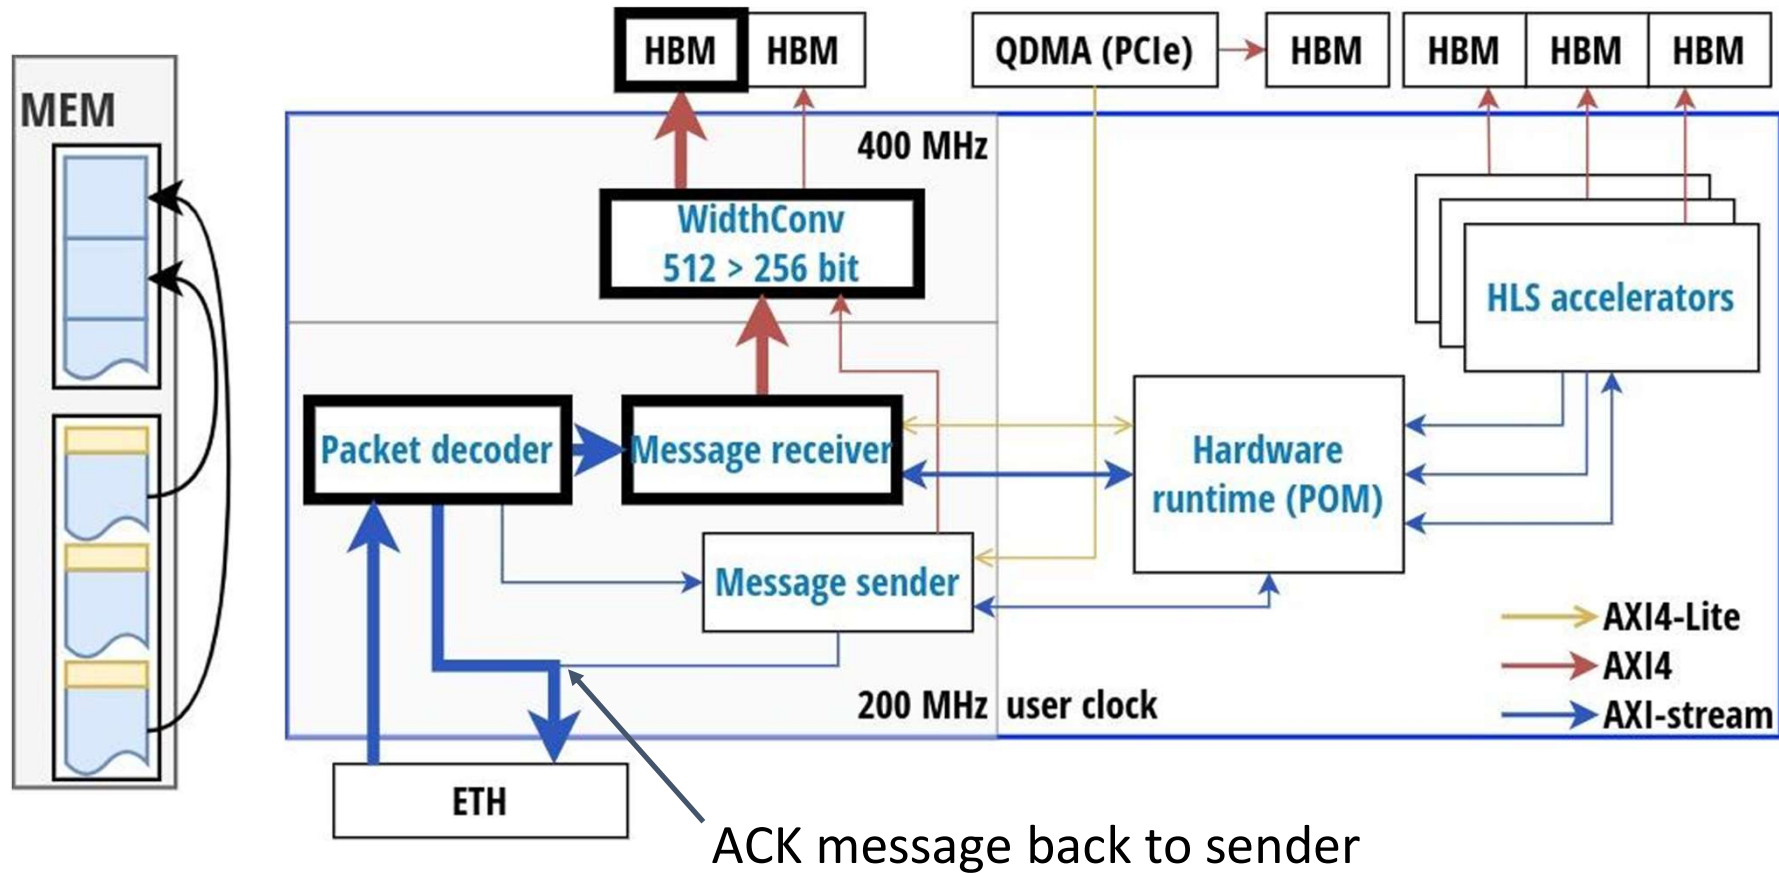 HBM
HBM
QDMA (PCIe)
HBM
HBM
HBM
HBM
MEM
400 MHz
WidthConv
512 > 256 bit
HLS accelerators
Packet decoder
Message receiver
Hardware
runtime (POM)
Message sender
AXI4-Lite
AXI4
200 MHz
user clock
AXI-stream
ETH
ACK message back to sender